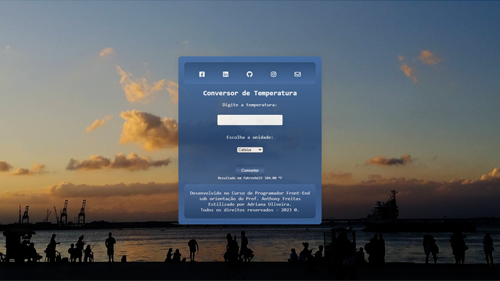 Conversor de Temperatura
Digite a temperatura:
Escolha a unidade:
Celsius
Converter
Resultado em Fahrenheit 104.00 °F
Desenvolvido no Curso de Programador Front-End
sob orientação do Prof. Anthony Freitas
Estilizado por Adriana Oliveira.
Todos os direitos reservados - 2023 ©.